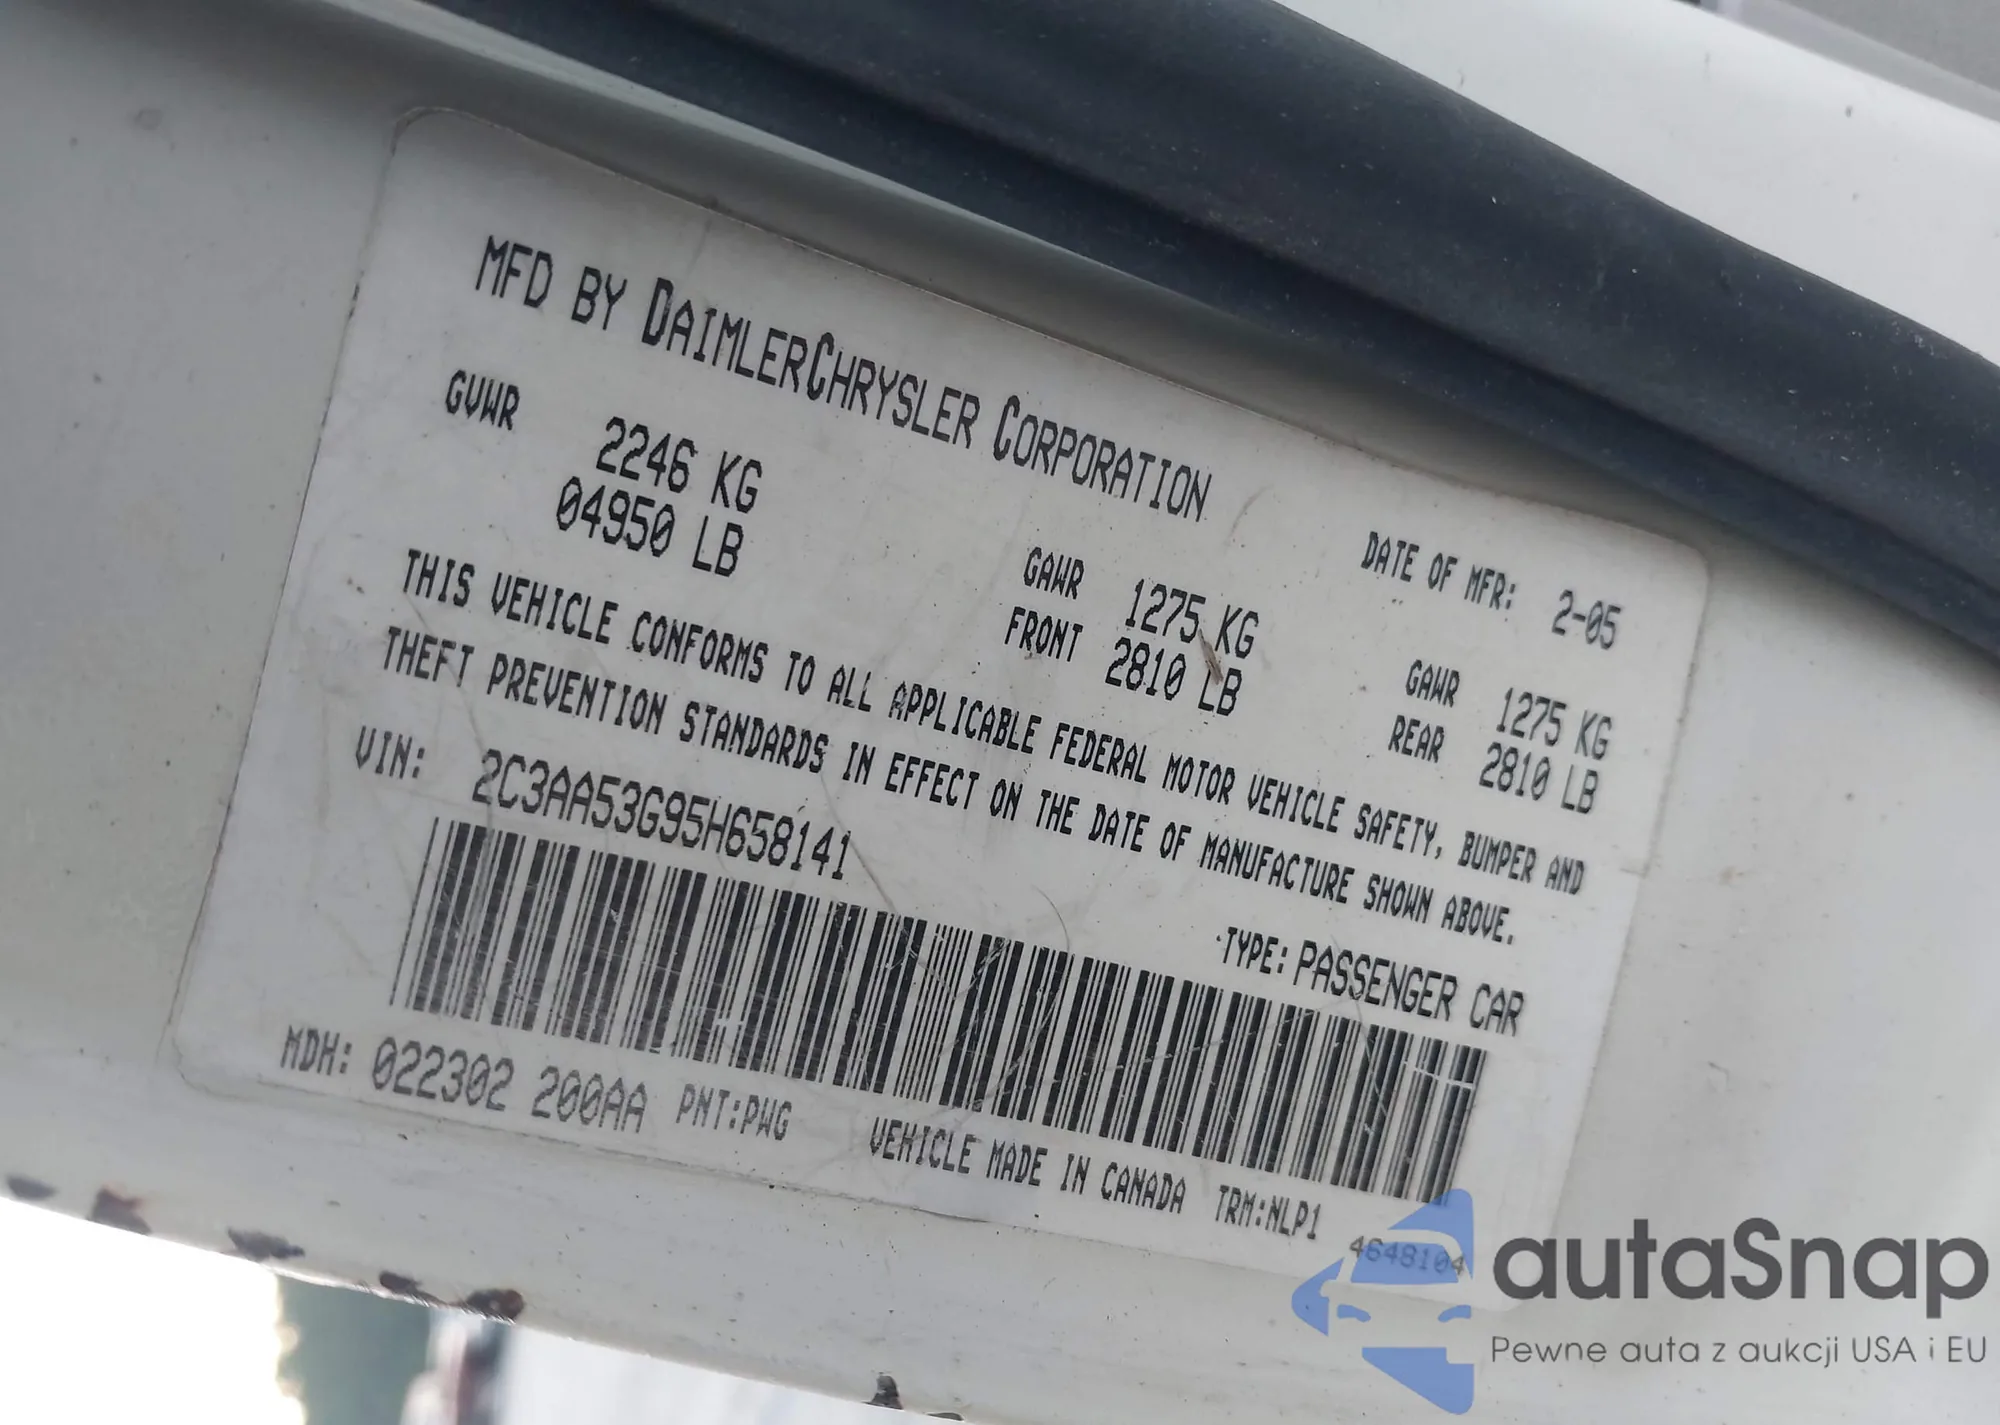 MFD BY DAIMLERCHRYSLER CORPORATION
DATE OF MFR: 2-05
GVWR 2246 KG
04950 LB
GAWR 1275 KG
FRONT 2810 LB
GAWR 1275 KG
REAR 2810 LB
THIS VEHICLE CONFORMS TO ALL APPLICABLE FEDERAL MOTOR VEHICLE SAFETY, BUMPER AND
THEFT PREVENTION STANDARDS IN EFFECT ON THE DATE OF MANUFACTURE SHOWN ABOVE.
VIN: 2C3AA53G95H658141
TYPE: PASSENGER CAR
MDH: 022302 200AA PNT:PWG VEHICLE MADE IN CANADA TRM:NLP1
4648104
autaSnap
Pewne auta z aukcji USA i EU